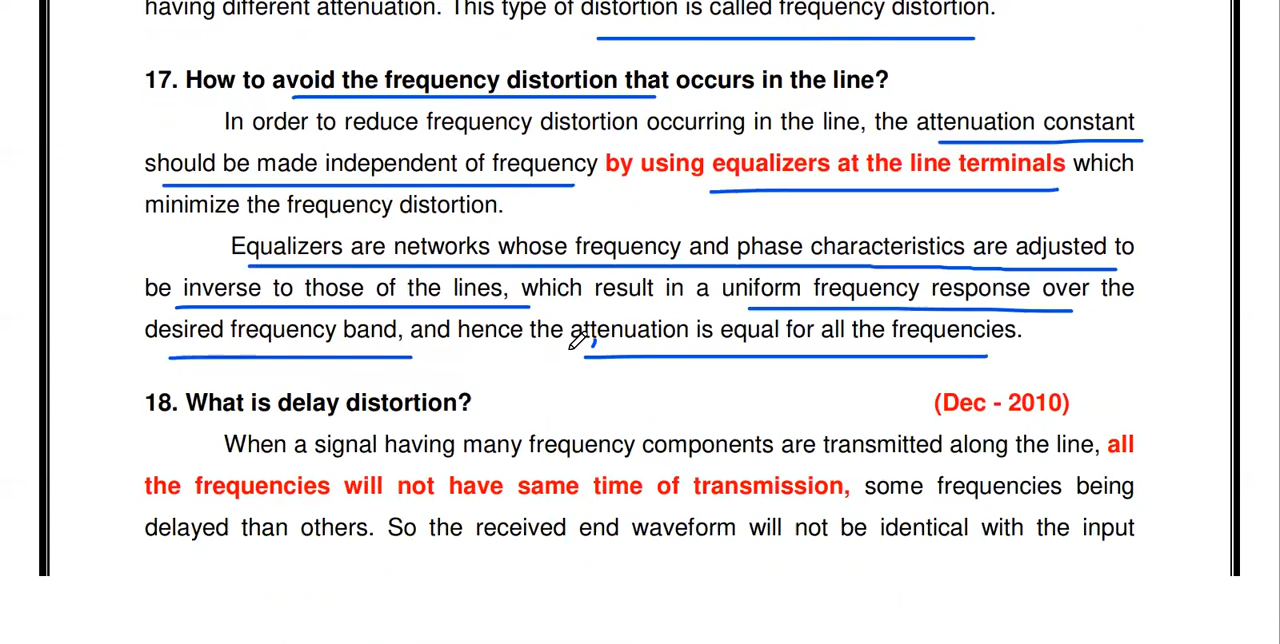 having different attenuation. This type of distortion is called frequency distortion.
17. How to avoid the frequency distortion that occurs in the line?
In order to reduce frequency distortion occurring in the line, the attenuation constant
should be made independent of frequency by using equalizers at the line terminals which
minimize the frequency distortion.
Equalizers are networks whose frequency and phase characteristics are adjusted to
be inverse to those of the lines, which result in a uniform frequency response over the
desired frequency band, and hence the attenuation is equal for all the frequencies.
18. What is delay distortion? (Dec - 2010)
When a signal having many frequency components are transmitted along the line, all
the frequencies will not have same time of transmission, some frequencies being
delayed than others. So the received end waveform will not be identical with the input